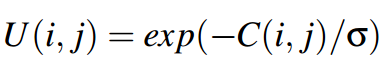 U(i, j) = exp(−C(i, j)/σ)